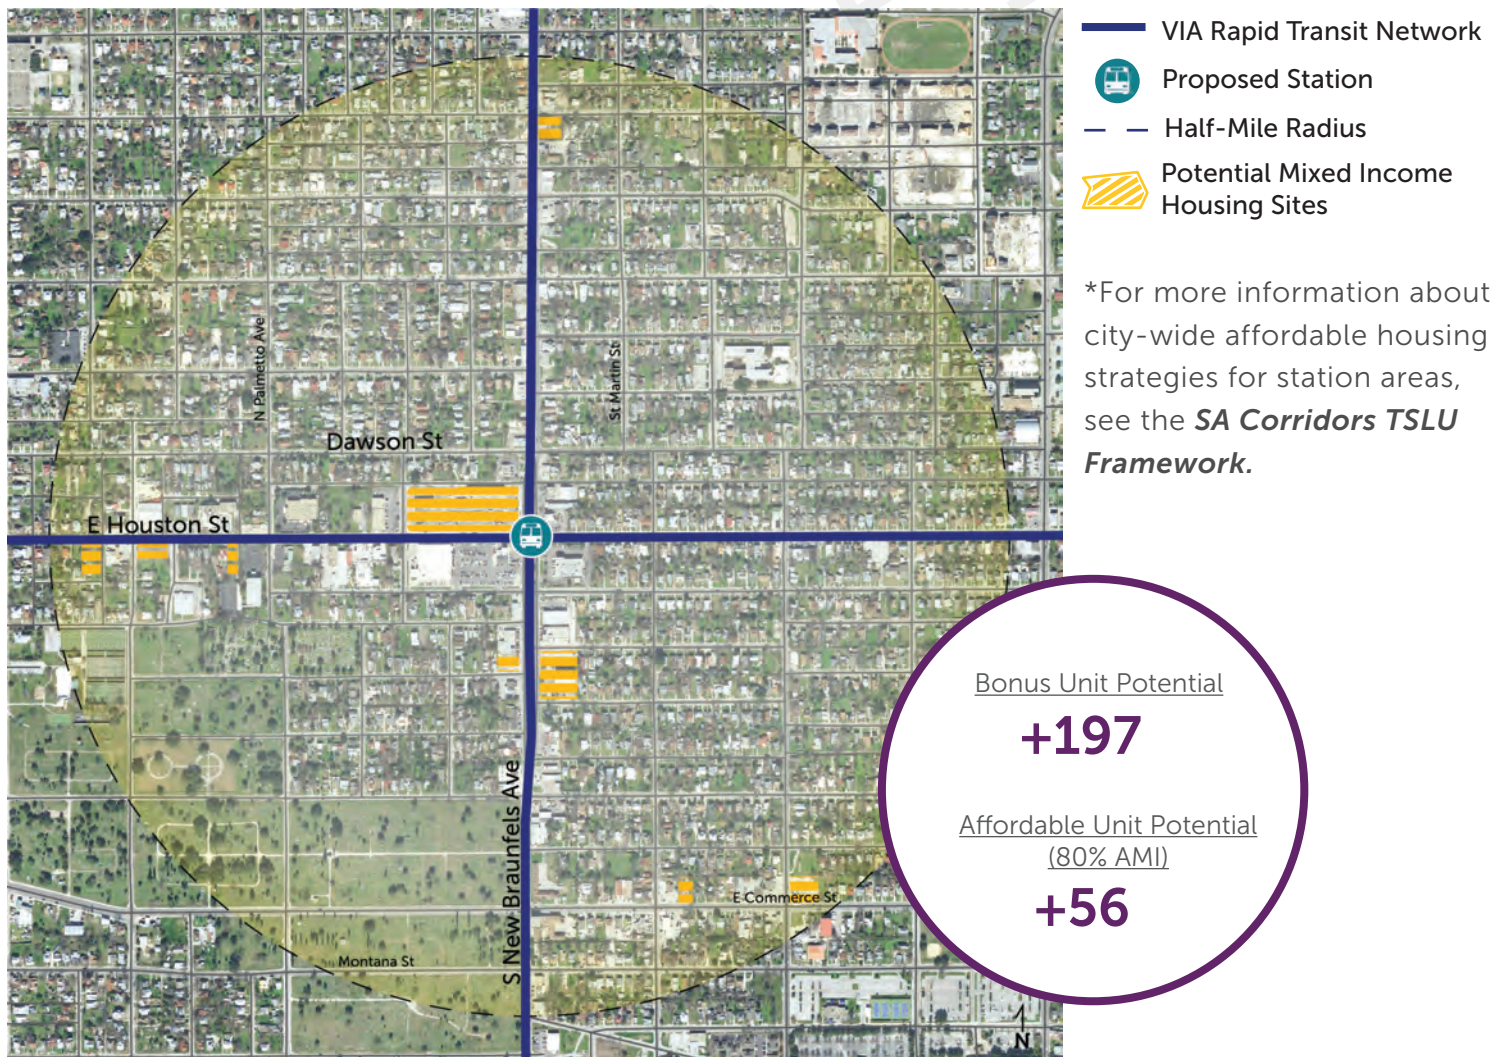 VIA Rapid Transit Network
Proposed Station
Half-Mile Radius
Potential Mixed Income
Housing Sites
*For more information about
city-wide affordable housing
strategies for station areas,
see the SA Corridors TSLU
Framework.
N Palmetto Ave
St Martin St
Dawson St
E Houston St
S New Braunfels Ave
E Commerce St
Montana St
N
Bonus Unit Potential
+197
Affordable Unit Potential
(80% AMI)
+56